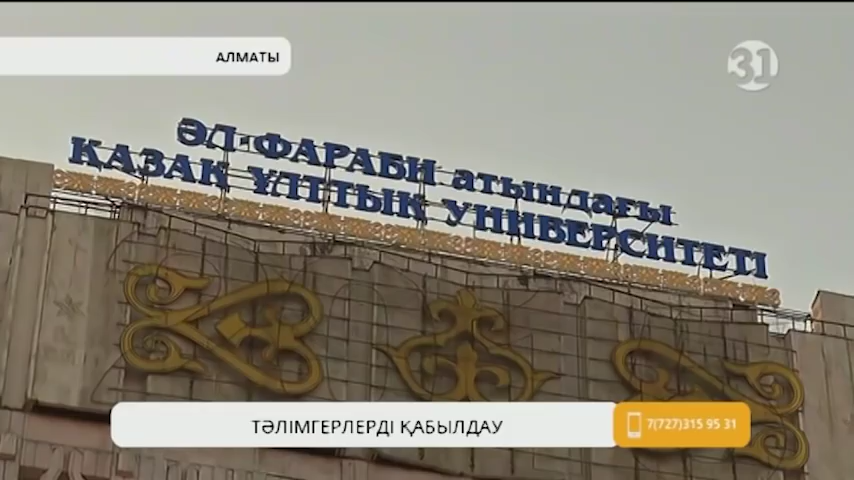 АЛМАТЫ
31
ӘЛ-ФАРАБИ атындағы
ҚАЗАҚ ҰЛТТЫҚ УНИВЕРСИТЕТІ
ТӘЛІМГЕРЛЕРДІ ҚАБЫЛДАУ
7(727)315 95 31